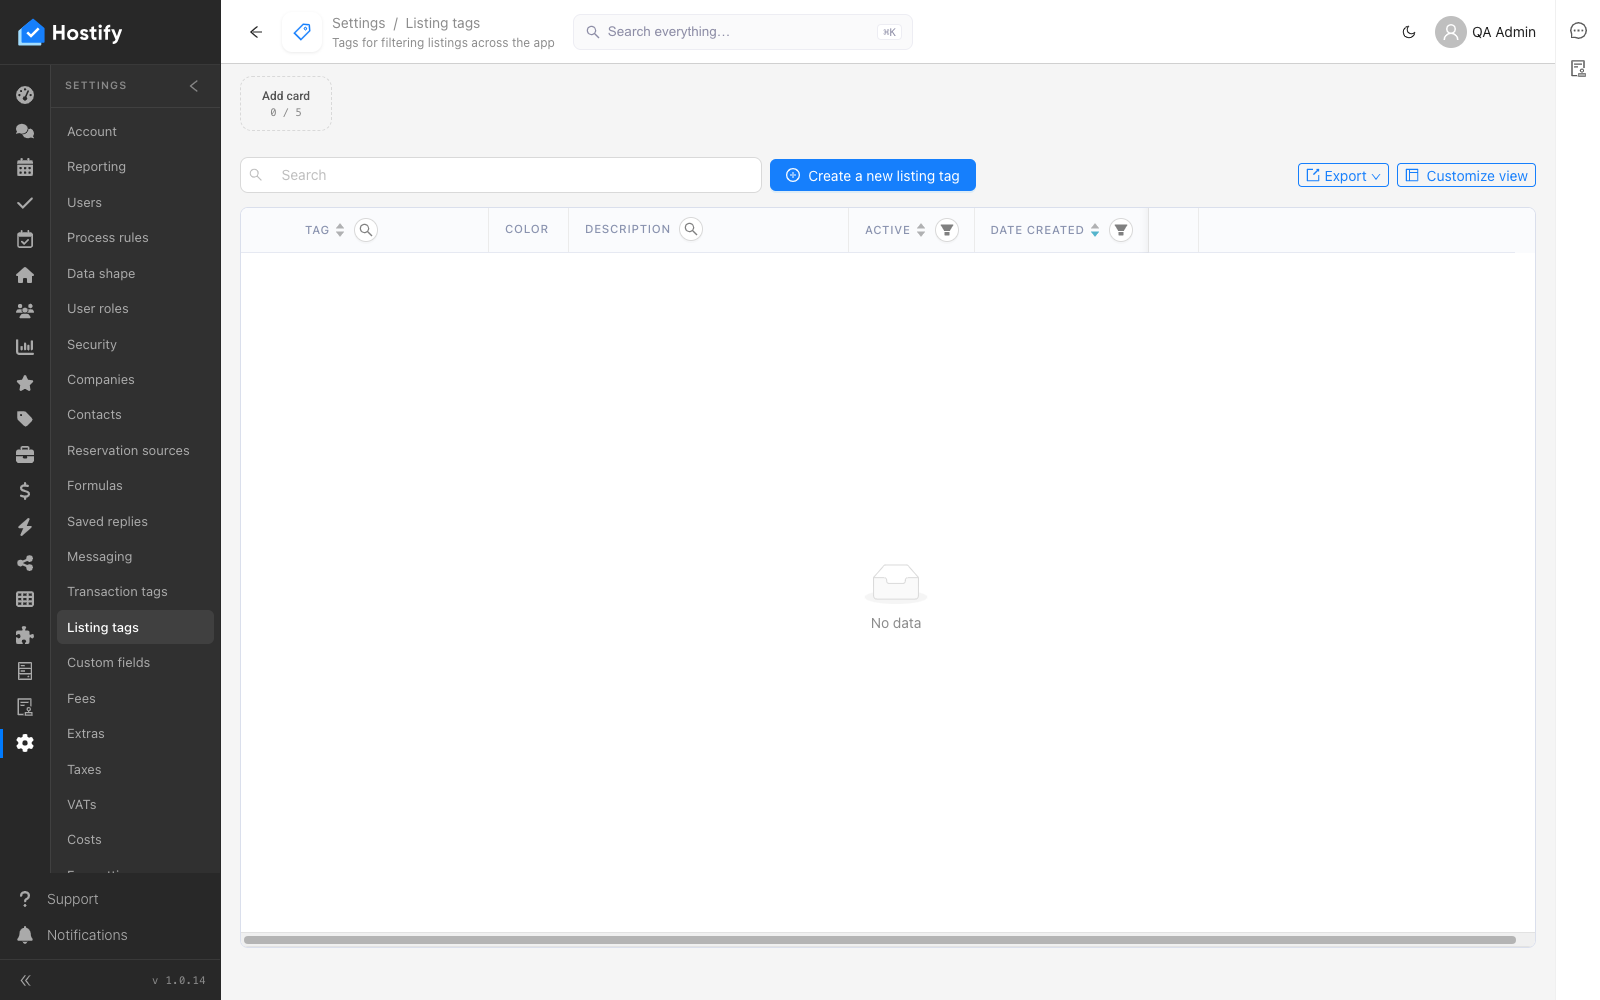 Hostify
Settings / Listing tags
Tags for filtering listings across the app
Search everything...
⌘K
QA Admin
SETTINGS
Account
Reporting
Users
Process rules
Data shape
User roles
Security
Companies
Contacts
Reservation sources
Formulas
Saved replies
Messaging
Transaction tags
Listing tags
Custom fields
Fees
Extras
Taxes
VATs
Costs
Support
Notifications
v 1.0.14
Add card
0 / 5
Search
Create a new listing tag
Export
Customize view
TAG
COLOR
DESCRIPTION
ACTIVE
DATE CREATED
No data